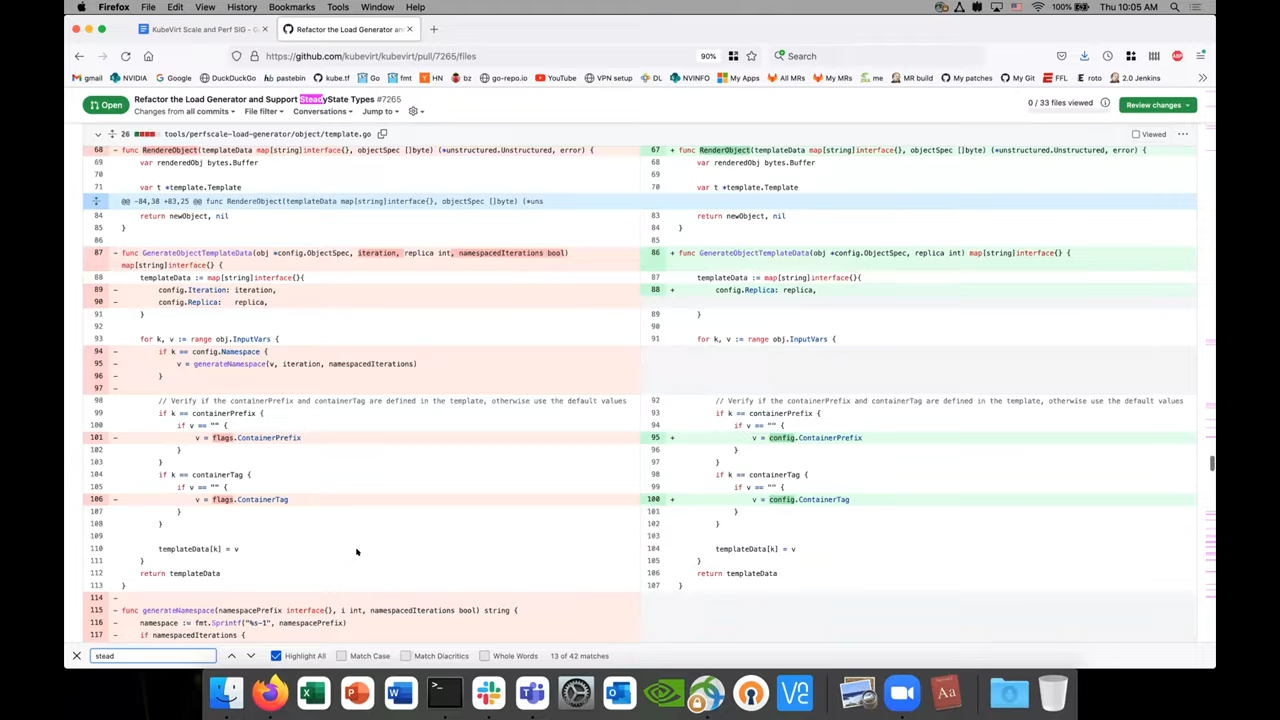 Firefox File Edit View History Bookmarks Tools Window Help 100% Thu 10:05 AM
KubeVirt Scale and Perf SIG - G Refactor the Load Generator an
https://github.com/kubevirt/kubevirt/pull/7265/files 90% Search
gmail NVIDIA Google DuckDuckGo pastebin kube.tf Go fmt HN bz go-repo.io YouTube VPN setup DL NVINFO My Apps All MRs My MRs me MR build My patches My Git FFL roto 2.0 Jenkins
Open Refactor the Load Generator and Support SteadyState Types #7265
Changes from all commits File filter Conversations Jump to 0 / 33 files viewed Review changes
26 tools/perfscale-load-generator/object/template.go Viewed
68 - func RendereObject(templateData map[string]interface{}, objectSpec []byte) (*unstructured.Unstructured, error) { 67 + func RenderObject(templateData map[string]interface{}, objectSpec []byte) (*unstructured.Unstructured, error) {
69 var renderedObj bytes.Buffer 68 var renderedObj bytes.Buffer
70 69
71 var t *template.Template 70 var t *template.Template
@@ -84,38 +83,25 @@ func RendereObject(templateData map[string]interface{}, objectSpec []byte) (*uns
84 return newObject, nil 83 return newObject, nil
85 } 84 }
86 85
87 - func GenerateObjectTemplateData(obj *config.ObjectSpec, iteration, replica int, namespacedIterations bool) 86 + func GenerateObjectTemplateData(obj *config.ObjectSpec, replica int) map[string]interface{} {
map[string]interface{} {
88 templateData := map[string]interface{}{ 87 templateData := map[string]interface{}{
89 - config.Iteration: iteration, 88 + config.Replica: replica,
90 - config.Replica: replica,
91 } 89 }
92 90
93 for k, v := range obj.InputVars { 91 for k, v := range obj.InputVars {
94 - if k == config.Namespace {
95 - v = generateNamespace(v, iteration, namespacedIterations)
96 - }
97 -
98 // Verify if the containerPrefix and containerTag are defined in the template, otherwise use the default values 92 // Verify if the containerPrefix and containerTag are defined in the template, otherwise use the default values
99 if k == containerPrefix { 93 if k == containerPrefix {
100 if v == "" { 94 if v == "" {
101 - v = flags.ContainerPrefix 95 + v = config.ContainerPrefix
102 } 96 }
103 } 97 }
104 if k == containerTag { 98 if k == containerTag {
105 if v == "" { 99 if v == "" {
106 - v = flags.ContainerTag 100 + v = config.ContainerTag
107 } 101 }
108 } 102 }
109 103
110 templateData[k] = v 104 templateData[k] = v
111 } 105 }
112 return templateData 106 return templateData
113 } 107 }
114 -
115 - func generateNamespace(namespacePrefix interface{}, i int, namespacedIterations bool) string {
116 - namespace := fmt.Sprintf("%s-1", namespacePrefix)
117 - if namespacedIterations {
stead Highlight All Match Case Match Diacritics Whole Words 13 of 42 matches